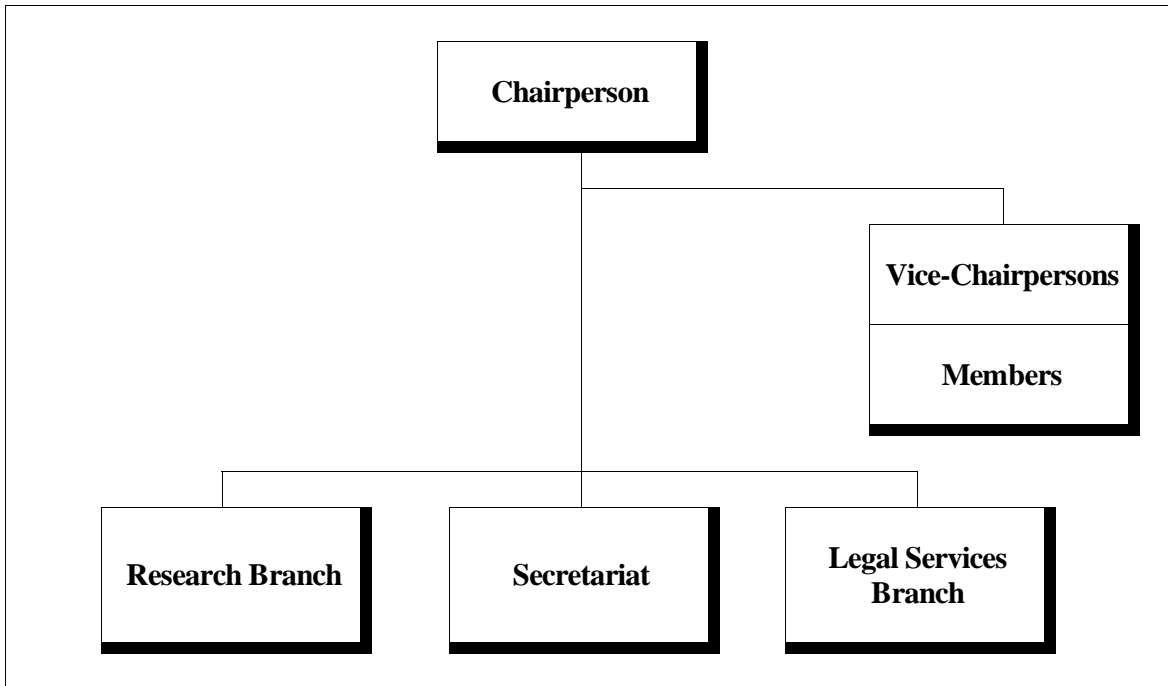 Chairperson
Vice-Chairpersons
Members
Research Branch
Secretariat
Legal Services
Branch